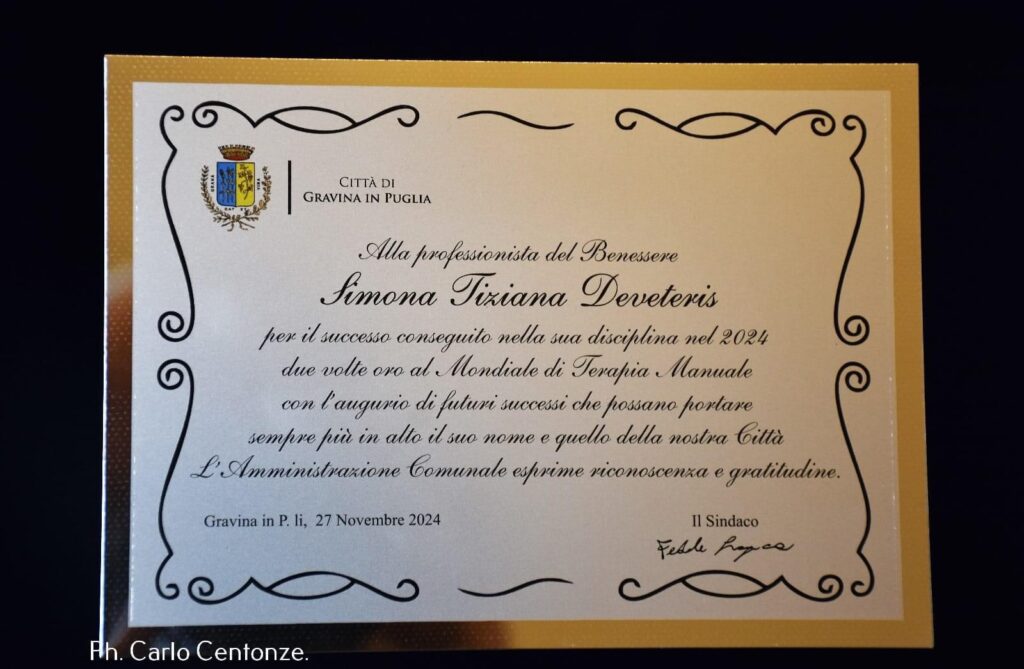 Città di
Gravina in Puglia
Alla professionista del Benessere
Simona Tiziana Deveteris
per il successo conseguito nella sua disciplina nel 2024
due volte oro al Mondiale di Terapia Manuale
con l'augurio di futuri successi che possano portare
sempre più in alto il suo nome e quello della nostra Città
L'Amministrazione Comunale esprime riconoscenza e gratitudine.
Gravina in P. li, 27 Novembre 2024
Il Sindaco
Ph. Carlo Centonze.